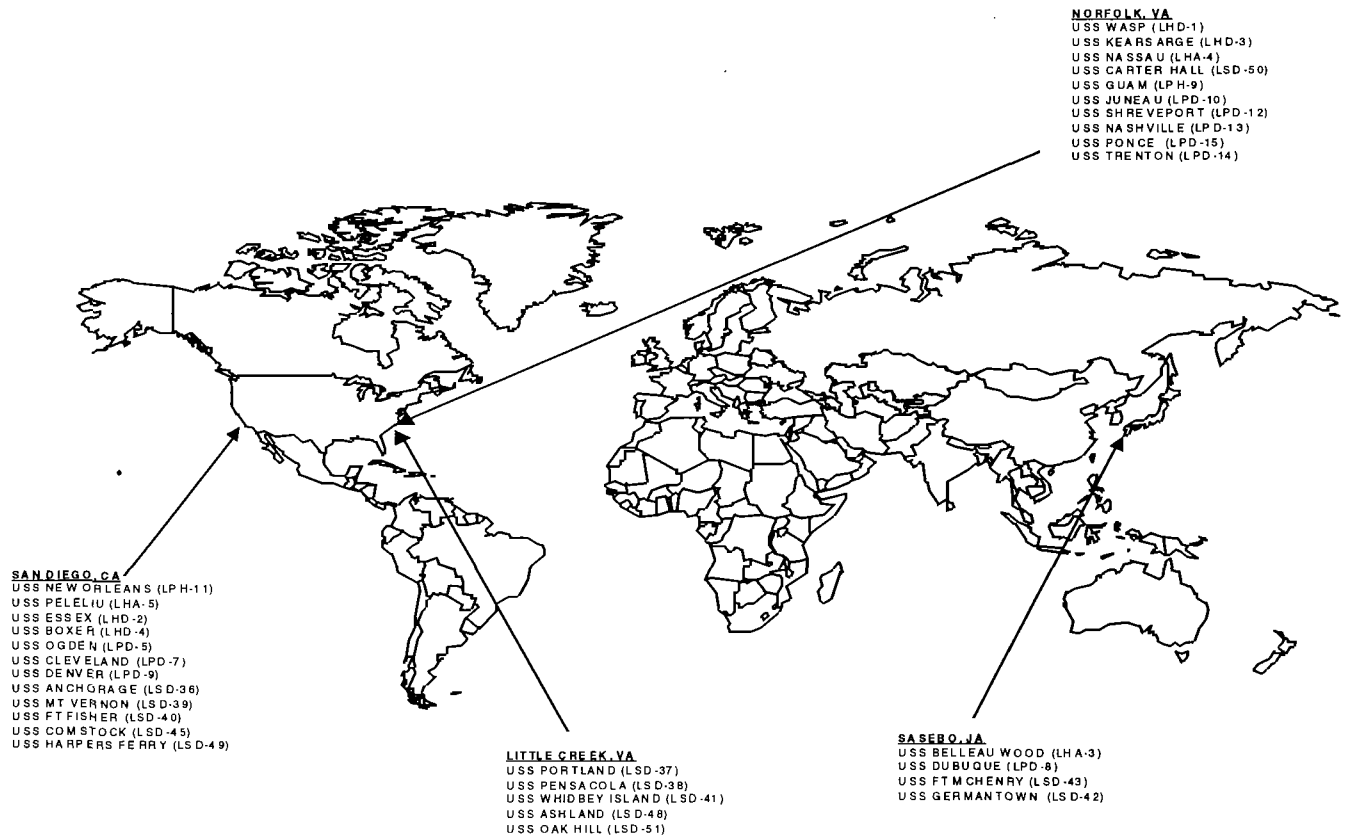 NORFOLK, VA
USS WASP (LHD-1)
USS KEARSARGE (LHD-3)
USS NASSAU (LHA-4)
USS CARTER HALL (LSD-50)
USS GUAM (LPH-9)
USS JUNEAU (LPD-10)
USS SHREVEPORT (LPD-12)
USS NASHVILLE (LPD-13)
USS PONCE (LPD-15)
USS TRENTON (LPD-14)
SAN DIEGO, CA
USS NEW ORLEANS (LPH-11)
USS PELELIU (LHA-5)
USS ESSEX (LHD-2)
USS BOXER (LHD-4)
USS OGDEN (LPD-5)
USS CLEVELAND (LPD-7)
USS DENVER (LPD-9)
USS ANCHORAGE (LSD-36)
USS MT VERNON (LSD-39)
USS FT FISHER (LSD-40)
USS COMSTOCK (LSD-45)
USS HARPERS FERRY (LSD-49)
LITTLE CREEK, VA
USS PORTLAND (LSD-37)
USS PENSACOLA (LSD-38)
USS WHIDBEY ISLAND (LSD-41)
USS ASHLAND (LSD-48)
USS OAK HILL (LSD-51)
SASEBO, JA
USS BELLEAU WOOD (LHA-3)
USS DUBUQUE (LPD-8)
USS FT MCHENRY (LSD-43)
USS GERMANTOWN (LSD-42)